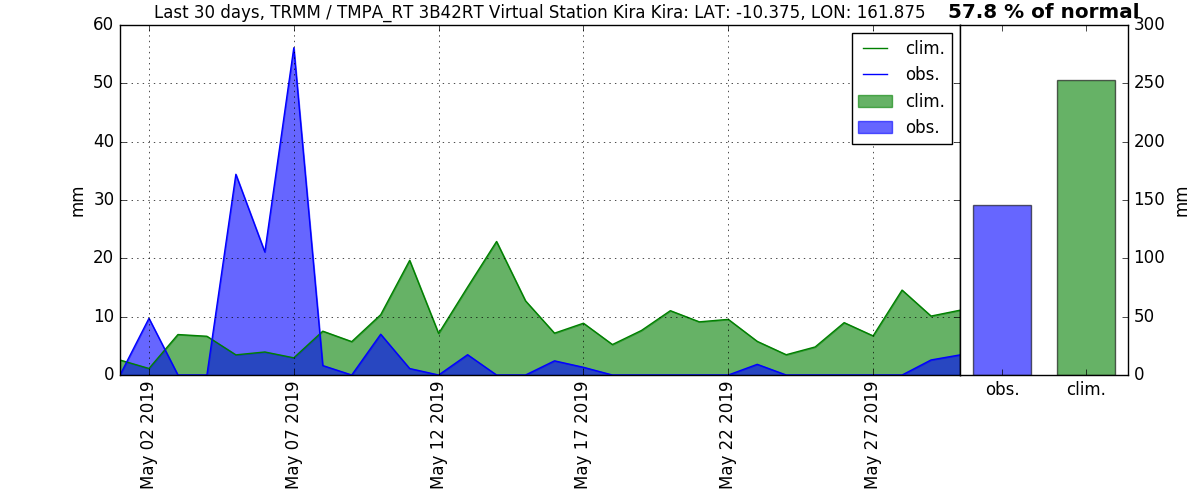 Last 30 days, TRMM / TMPA_RT 3B42RT Virtual Station Kira Kira: LAT: -10.375, LON: 161.875
57.8 % of normal
60
50
40
30
20
10
0
mm
clim.
obs.
clim.
obs.
May 02 2019
May 07 2019
May 12 2019
May 17 2019
May 22 2019
May 27 2019
300
250
200
150
100
50
0
mm
obs.
clim.